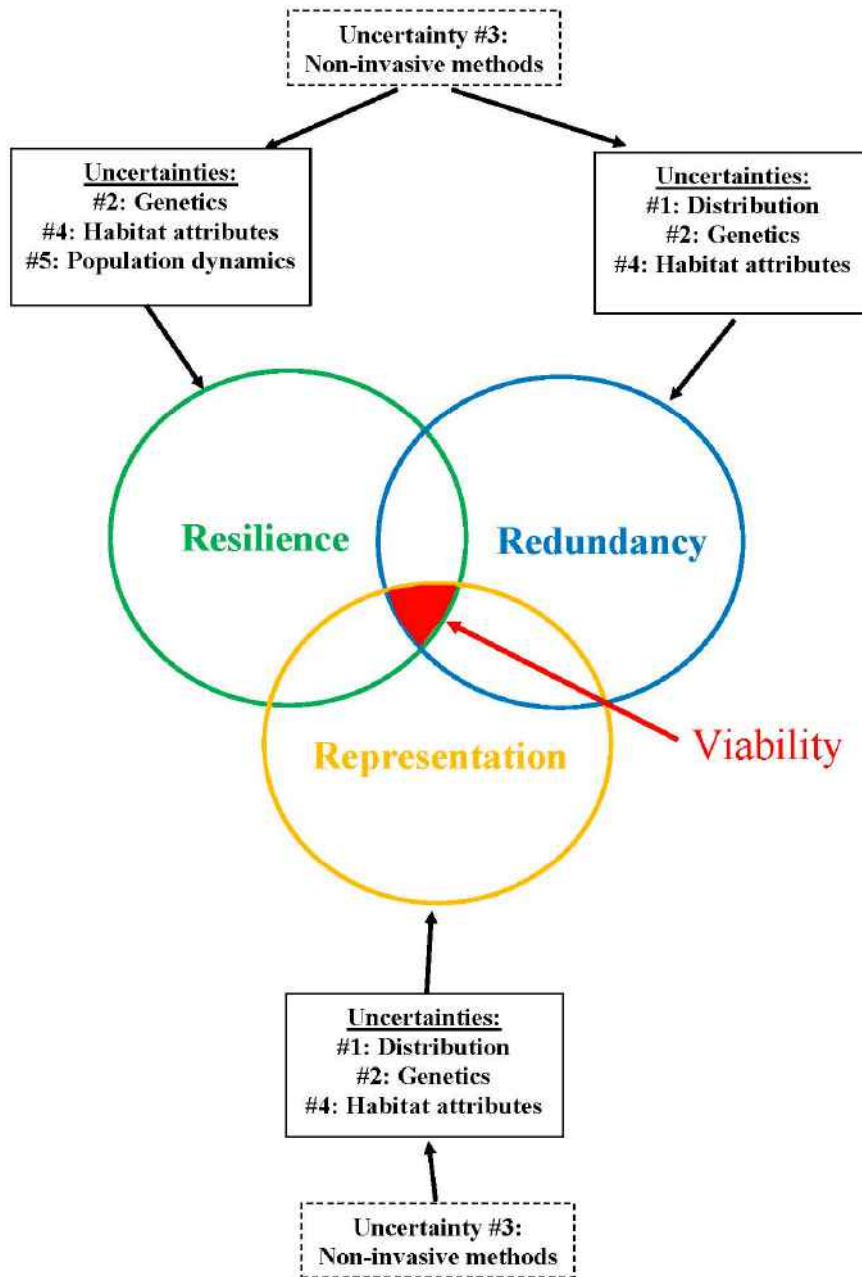 Uncertainty #3:
Non-invasive methods
Uncertainties:
#2: Genetics
#4: Habitat attributes
#5: Population dynamics
Uncertainties:
#1: Distribution
#2: Genetics
#4: Habitat attributes
Resilience
Redundancy
Representation
Viability
Uncertainties:
#1: Distribution
#2: Genetics
#4: Habitat attributes
Uncertainty #3:
Non-invasive methods